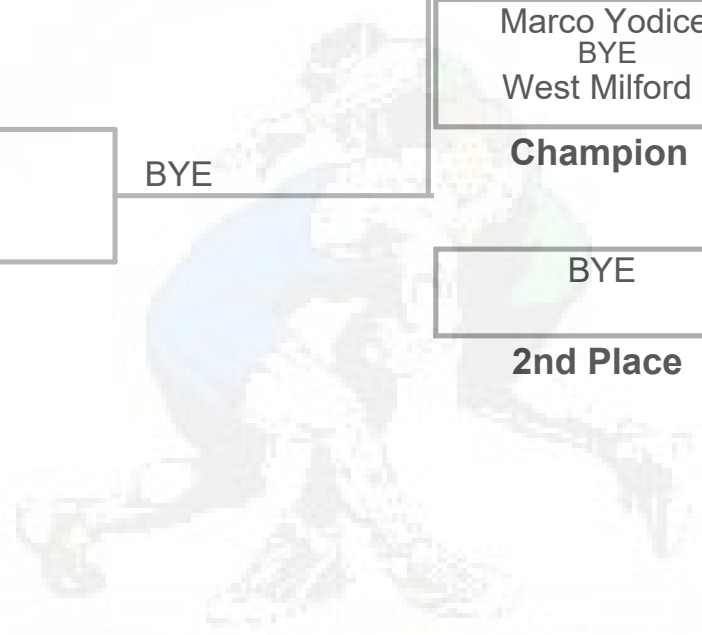 Marco Yodice
BYE
West Milford
Champion
BYE
BYE
2nd Place